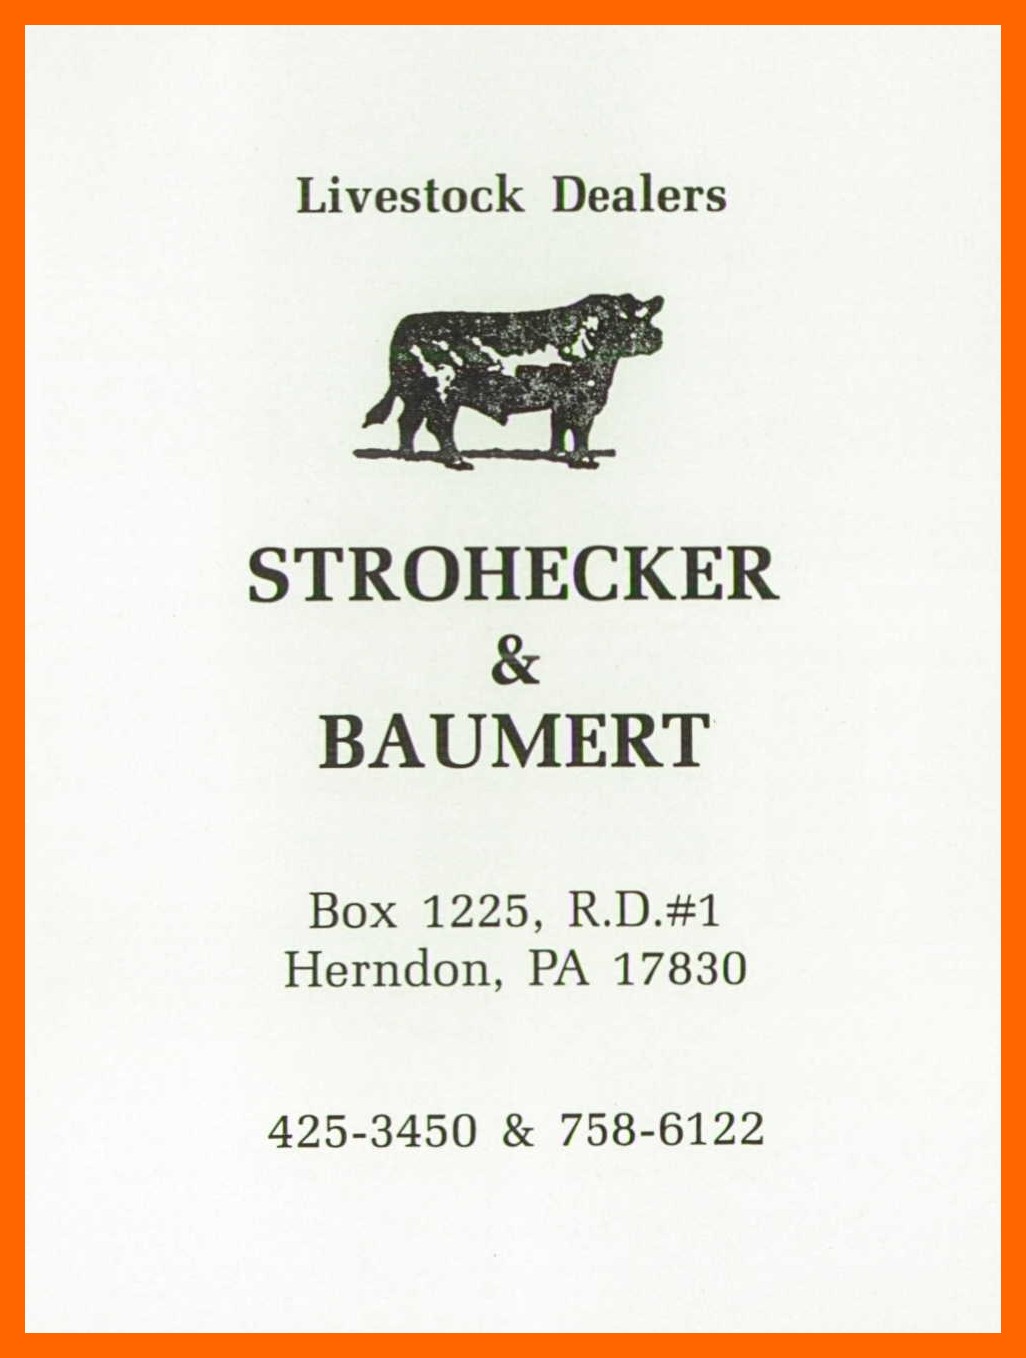 Livestock Dealers
STROHECKER
&
BAUMERT
Box 1225, R.D.#1
Herndon, PA 17830
425-3450 & 758-6122